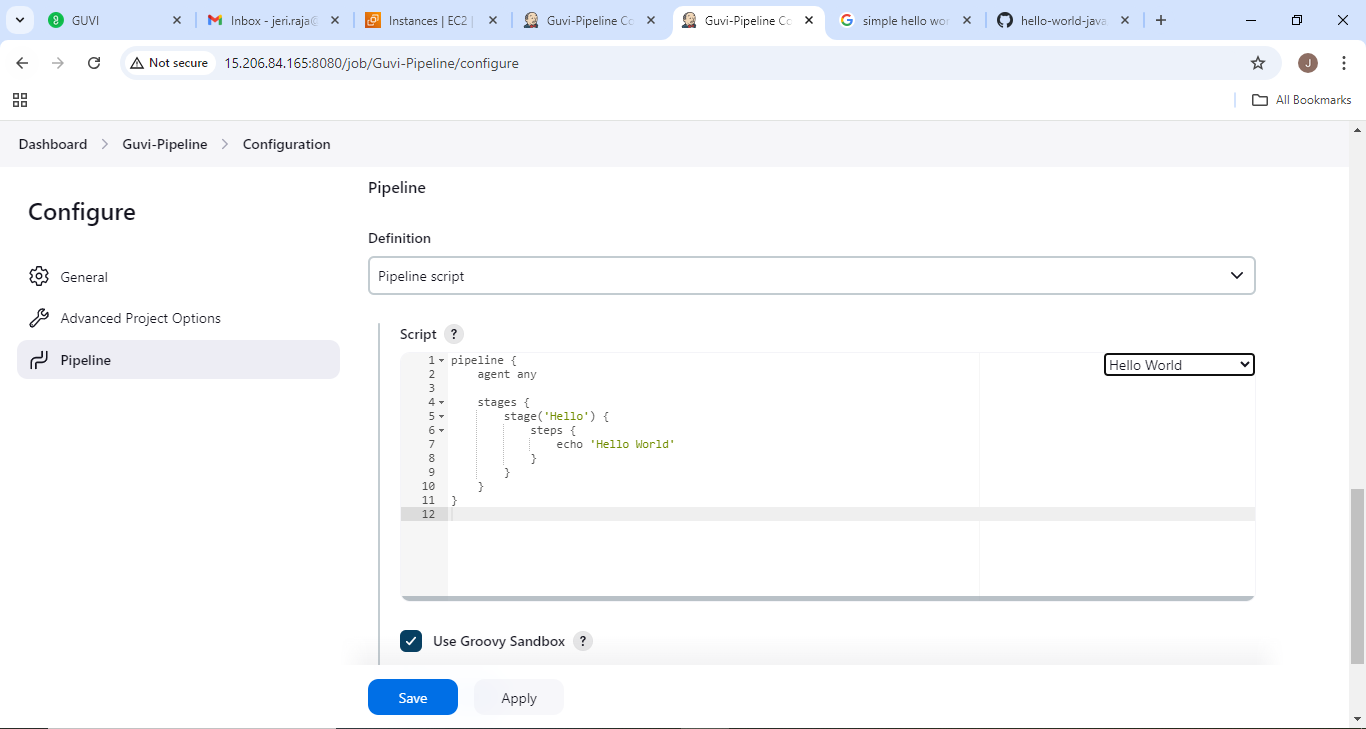 GUVI
Inbox - jeri.raja@
Instances | EC2 |
Guvi-Pipeline Co
Guvi-Pipeline Co
simple hello wor
hello-world-java
Not secure
15.206.84.165:8080/job/Guvi-Pipeline/configure
J
All Bookmarks
Dashboard > Guvi-Pipeline > Configuration
Configure
General
Advanced Project Options
Pipeline
Pipeline
Definition
Pipeline script
Script ?
Hello World
1 pipeline {
2     agent any
3
4     stages {
5         stage('Hello') {
6             steps {
7                 echo 'Hello World'
8             }
9         }
10     }
11 }
12
Use Groovy Sandbox ?
Save
Apply